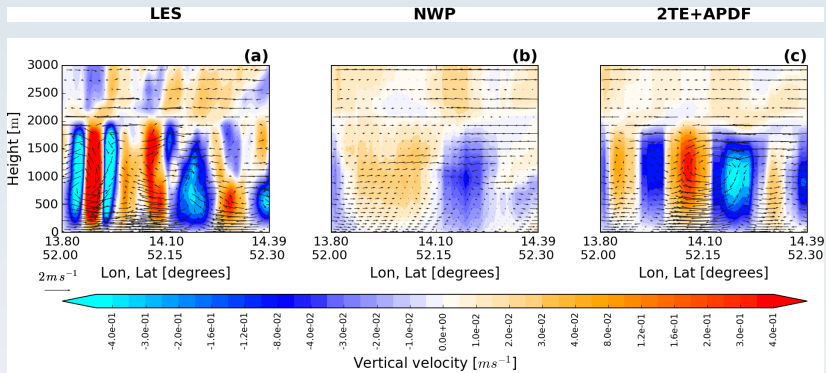 LES NWP 2TE+APDF
(a) (b) (c)
3000
2500
2000
1500
1000
500
0
Height [m]
13.80 14.10 14.39 13.80 14.10 14.39 13.80 14.10 14.39
52.00 52.15 52.30 52.00 52.15 52.30 52.00 52.15 52.30
Lon, Lat [degrees] Lon, Lat [degrees] Lon, Lat [degrees]
2ms⁻¹
-4.0e-01 -3.0e-01 -2.0e-01 -1.6e-01 -1.2e-01 -8.0e-02 -4.0e-02 -3.0e-02 -2.0e-02 -1.0e-02 0.0e+00 1.0e-02 2.0e-02 3.0e-02 4.0e-02 8.0e-02 1.2e-01 1.6e-01 2.0e-01 3.0e-01 4.0e-01
Vertical velocity [ms⁻¹]